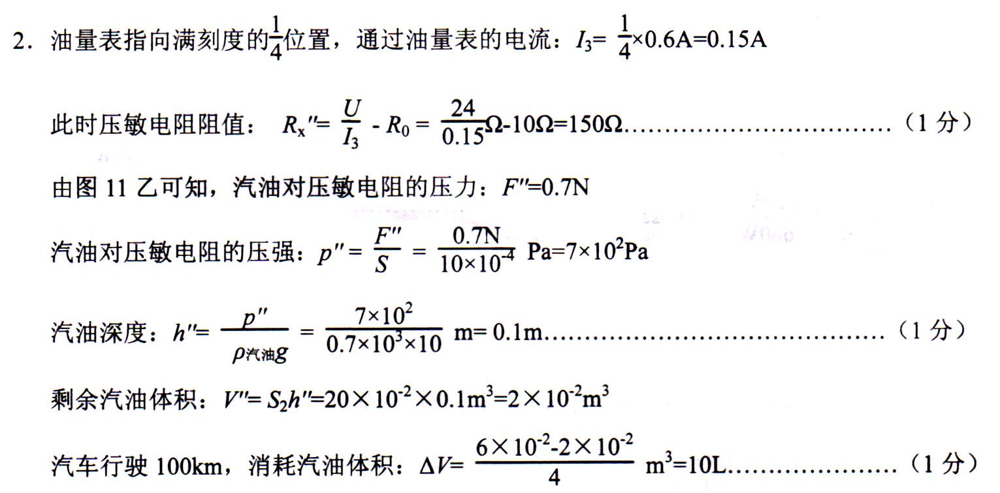 2. 油量表指向满刻度的1/4位置，通过油量表的电流：I₃= 1/4×0.6A=0.15A
此时压敏电阻阻值： Rₓ″= U/I₃ - R₀ = 24/0.15Ω-10Ω=150Ω……………………………（1 分）
由图 11 乙可知，汽油对压敏电阻的压力：F″=0.7N
汽油对压敏电阻的压强：p″= F″/S = 0.7N/10×10⁻⁴ Pa=7×10²Pa
汽油深度：h″= p″/ρ汽油g = 7×10²/0.7×10³×10 m= 0.1m……………………………………（1 分）
剩余汽油体积：V″= S₂h″=20×10⁻²×0.1m³=2×10⁻²m³
汽车行驶 100km，消耗汽油体积：ΔV= 6×10⁻²-2×10⁻²/4 m³=10L…………………（1 分）